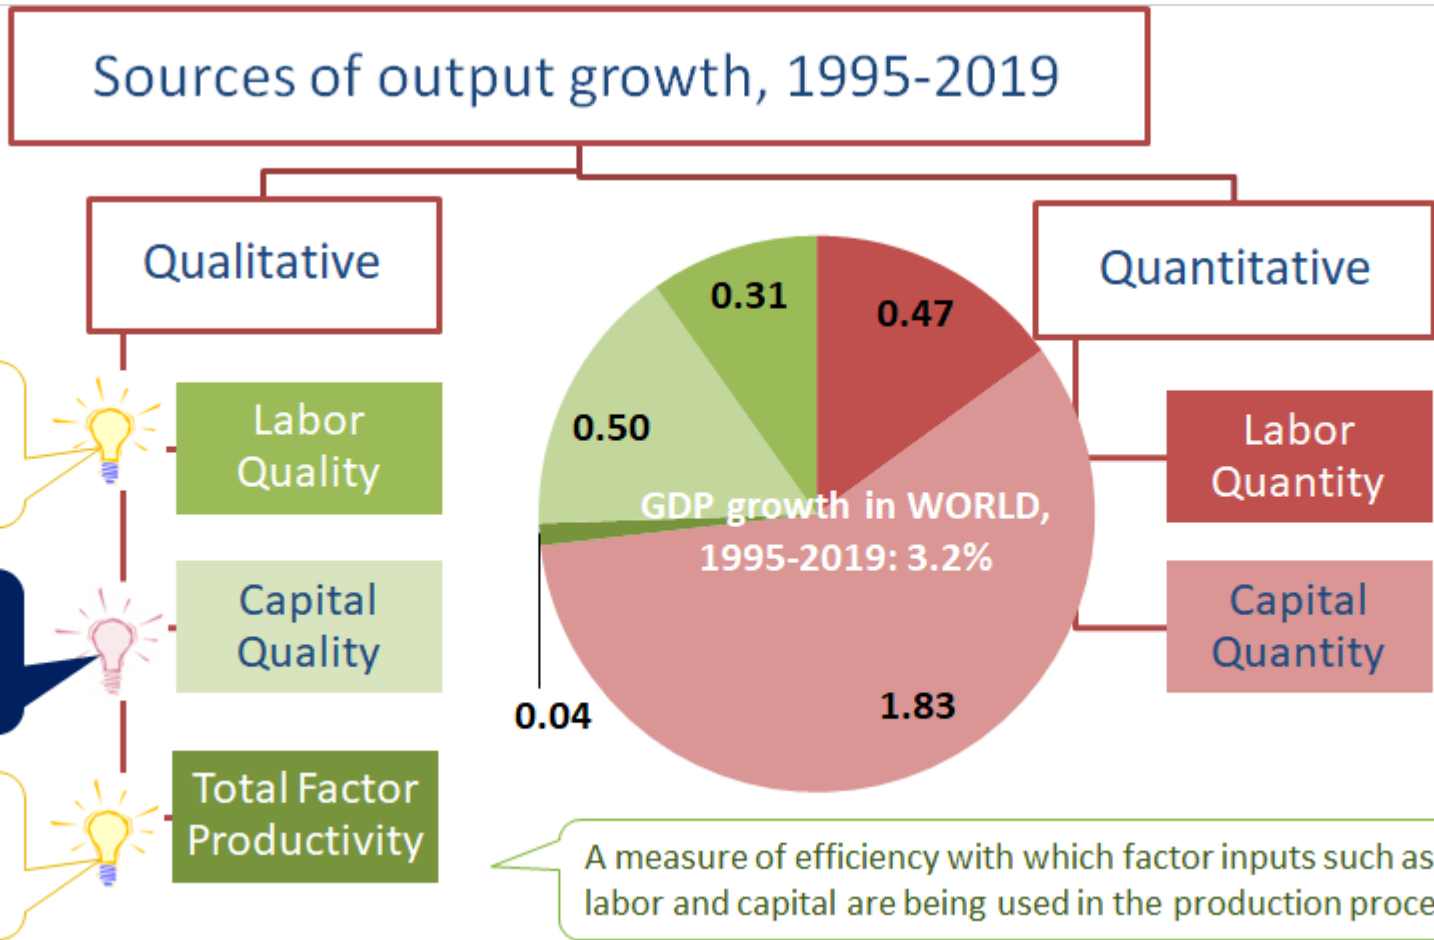 Sources of output growth, 1995-2019
Qualitative
Quantitative
Labor
Quality
Capital
Quality
Total Factor
Productivity
0.31
0.47
0.50
GDP growth in WORLD,
1995-2019: 3.2%
0.04
1.83
Labor
Quantity
Capital
Quantity
A measure of efficiency with which factor inputs such as
labor and capital are being used in the production proce